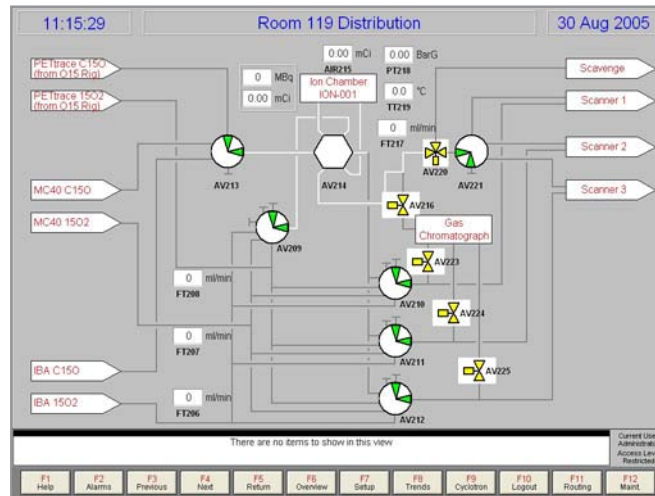 11:15:29
Room 119 Distribution
30 Aug 2005
PETtrace C15O
(from O15 Rig)
PETtrace 15O2
(from O15 Rig)
MC40 C15O
MC40 15O2
IBA C15O
IBA 15O2
0 MBq
0.00 mCi
0.00 mCi
AIR215
Ion Chamber
ION-001
0.00 BarG
PT218
0.0 °C
TT219
0 ml/min
FT217
AV213
AV214
AV220
AV221
AV216
AV209
Gas
Chromatograph
AV223
AV210
AV224
AV211
AV225
AV212
0 ml/min
FT208
0 ml/min
FT207
0 ml/min
FT206
Scavenge
Scanner 1
Scanner 2
Scanner 3
There are no items to show in this view
Current Use
Administrato
Access Leve
Restricted
F1
Help
F2
Alarms
F3
Previous
F4
Next
F5
Return
F6
Overview
F7
Setup
F8
Trends
F9
Cyclotron
F10
Logout
F11
Routing
F12
Maint.